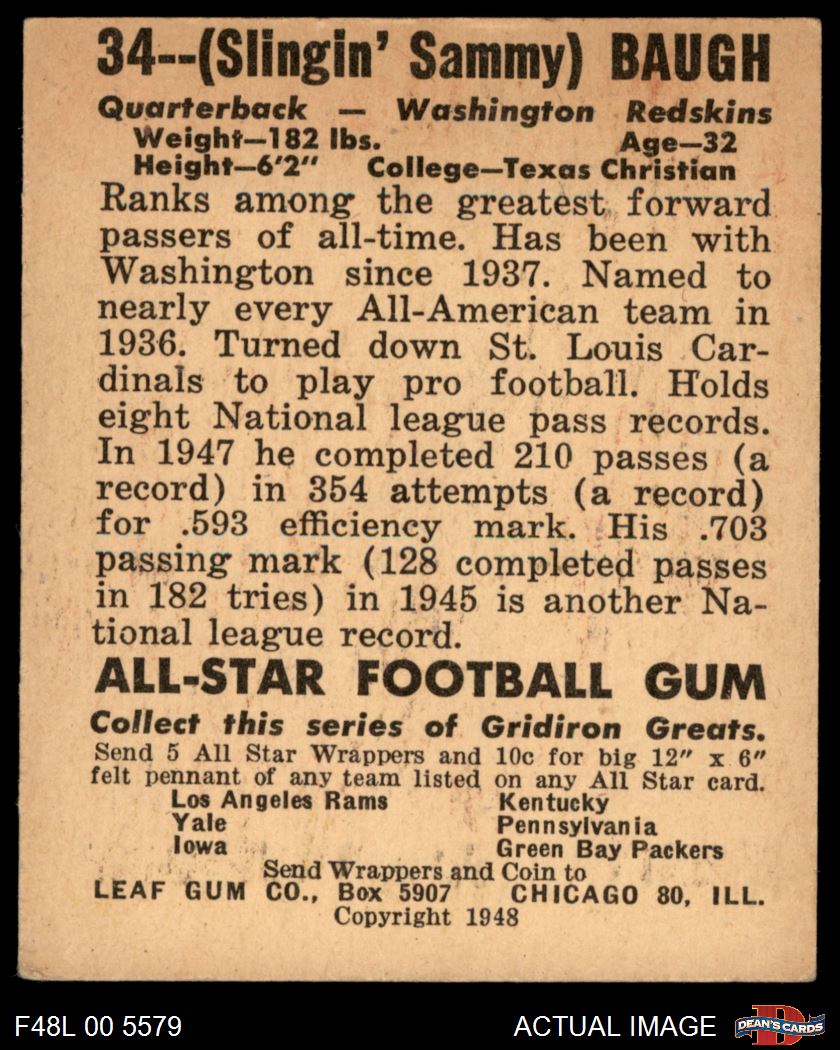 34--(Slingin' Sammy) BAUGH
Quarterback — Washington Redskins
Weight—182 lbs. Age—32
Height—6'2" College—Texas Christian
Ranks among the greatest forward
passers of all-time. Has been with
Washington since 1937. Named to
nearly every All-American team in
1936. Turned down St. Louis Car-
dinals to play pro football. Holds
eight National league pass records.
In 1947 he completed 210 passes (a
record) in 354 attempts (a record)
for .593 efficiency mark. His .703
passing mark (128 completed passes
in 182 tries) in 1945 is another Na-
tional league record.
ALL-STAR FOOTBALL GUM
Collect this series of Gridiron Greats.
Send 5 All Star Wrappers and 10c for big 12" x 6"
felt pennant of any team listed on any All Star card.
Los Angeles Rams Kentucky
Yale Pennsylvania
Iowa Green Bay Packers
Send Wrappers and Coin to
LEAF GUM CO., Box 5907 CHICAGO 80, ILL.
Copyright 1948
F48L 00 5579 ACTUAL IMAGE DEAN'S CARDS